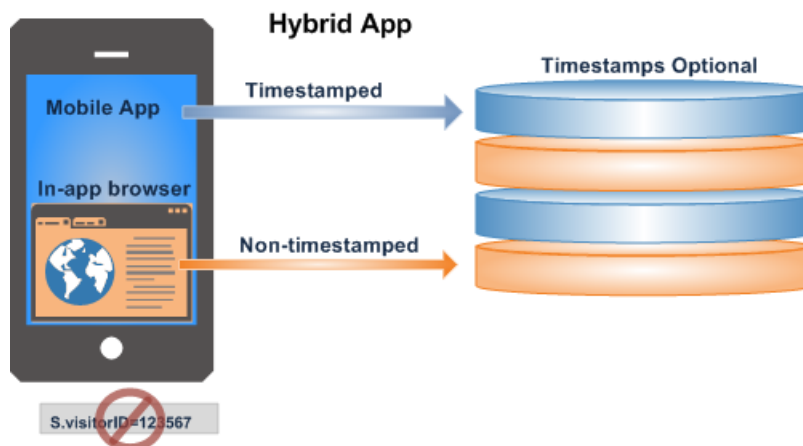 Hybrid App
Timestamps Optional
Mobile App
Timestamped
In-app browser
Non-timestamped
S.visitorID=123567